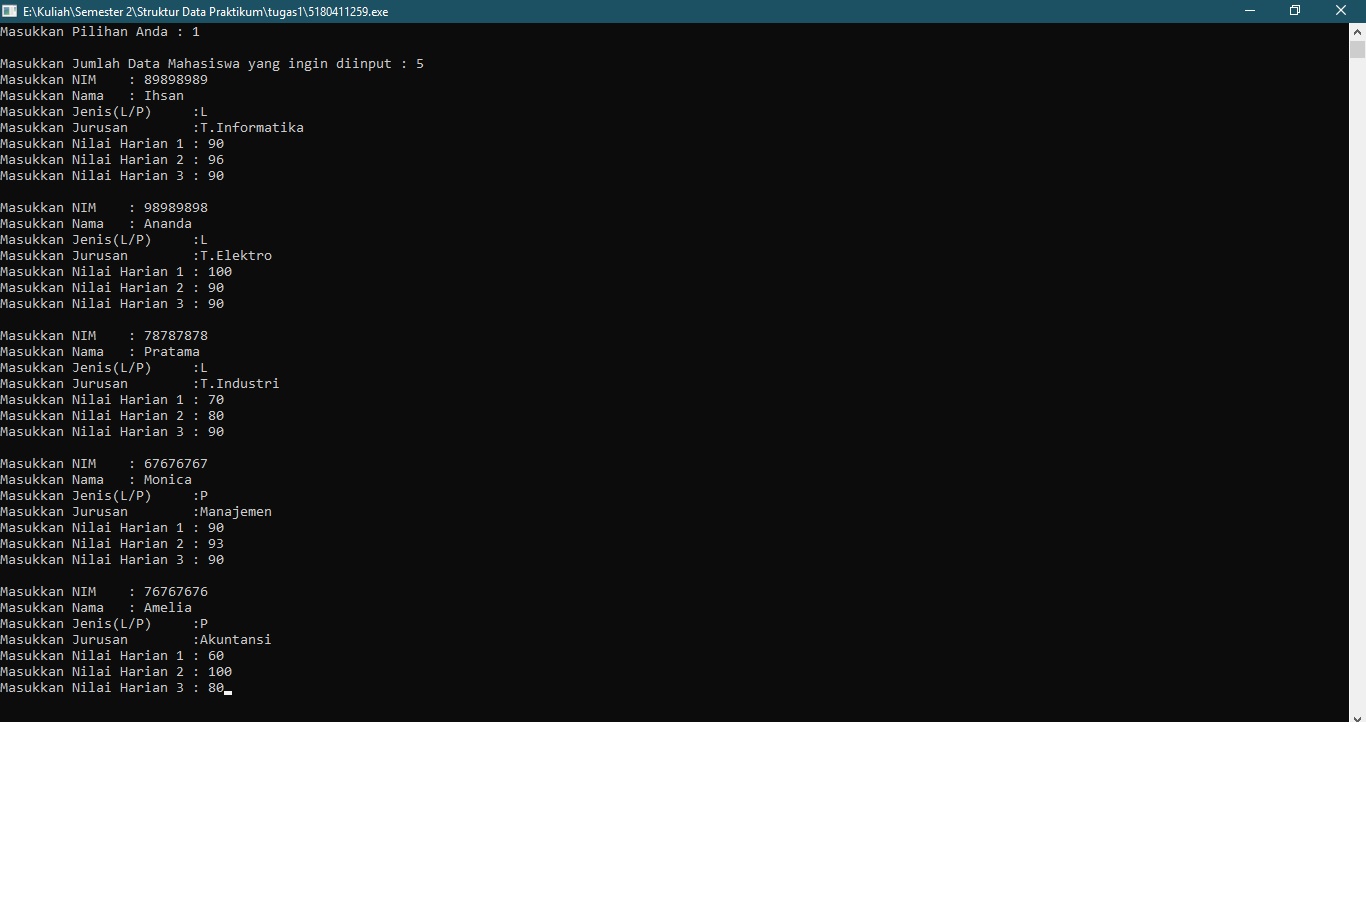 E:\Kuliah\Semester 2\Struktur Data Praktikum\tugas1\5180411259.exe
Masukkan Pilihan Anda : 1
Masukkan Jumlah Data Mahasiswa yang ingin diinput : 5
Masukkan NIM    : 89898989
Masukkan Nama   : Ihsan
Masukkan Jenis(L/P)     :L
Masukkan Jurusan        :T.Informatika
Masukkan Nilai Harian 1 : 90
Masukkan Nilai Harian 2 : 96
Masukkan Nilai Harian 3 : 90
Masukkan NIM    : 98989898
Masukkan Nama   : Ananda
Masukkan Jenis(L/P)     :L
Masukkan Jurusan        :T.Elektro
Masukkan Nilai Harian 1 : 100
Masukkan Nilai Harian 2 : 90
Masukkan Nilai Harian 3 : 90
Masukkan NIM    : 78787878
Masukkan Nama   : Pratama
Masukkan Jenis(L/P)     :L
Masukkan Jurusan        :T.Industri
Masukkan Nilai Harian 1 : 70
Masukkan Nilai Harian 2 : 80
Masukkan Nilai Harian 3 : 90
Masukkan NIM    : 67676767
Masukkan Nama   : Monica
Masukkan Jenis(L/P)     :P
Masukkan Jurusan        :Manajemen
Masukkan Nilai Harian 1 : 90
Masukkan Nilai Harian 2 : 93
Masukkan Nilai Harian 3 : 90
Masukkan NIM    : 76767676
Masukkan Nama   : Amelia
Masukkan Jenis(L/P)     :P
Masukkan Jurusan        :Akuntansi
Masukkan Nilai Harian 1 : 60
Masukkan Nilai Harian 2 : 100
Masukkan Nilai Harian 3 : 80